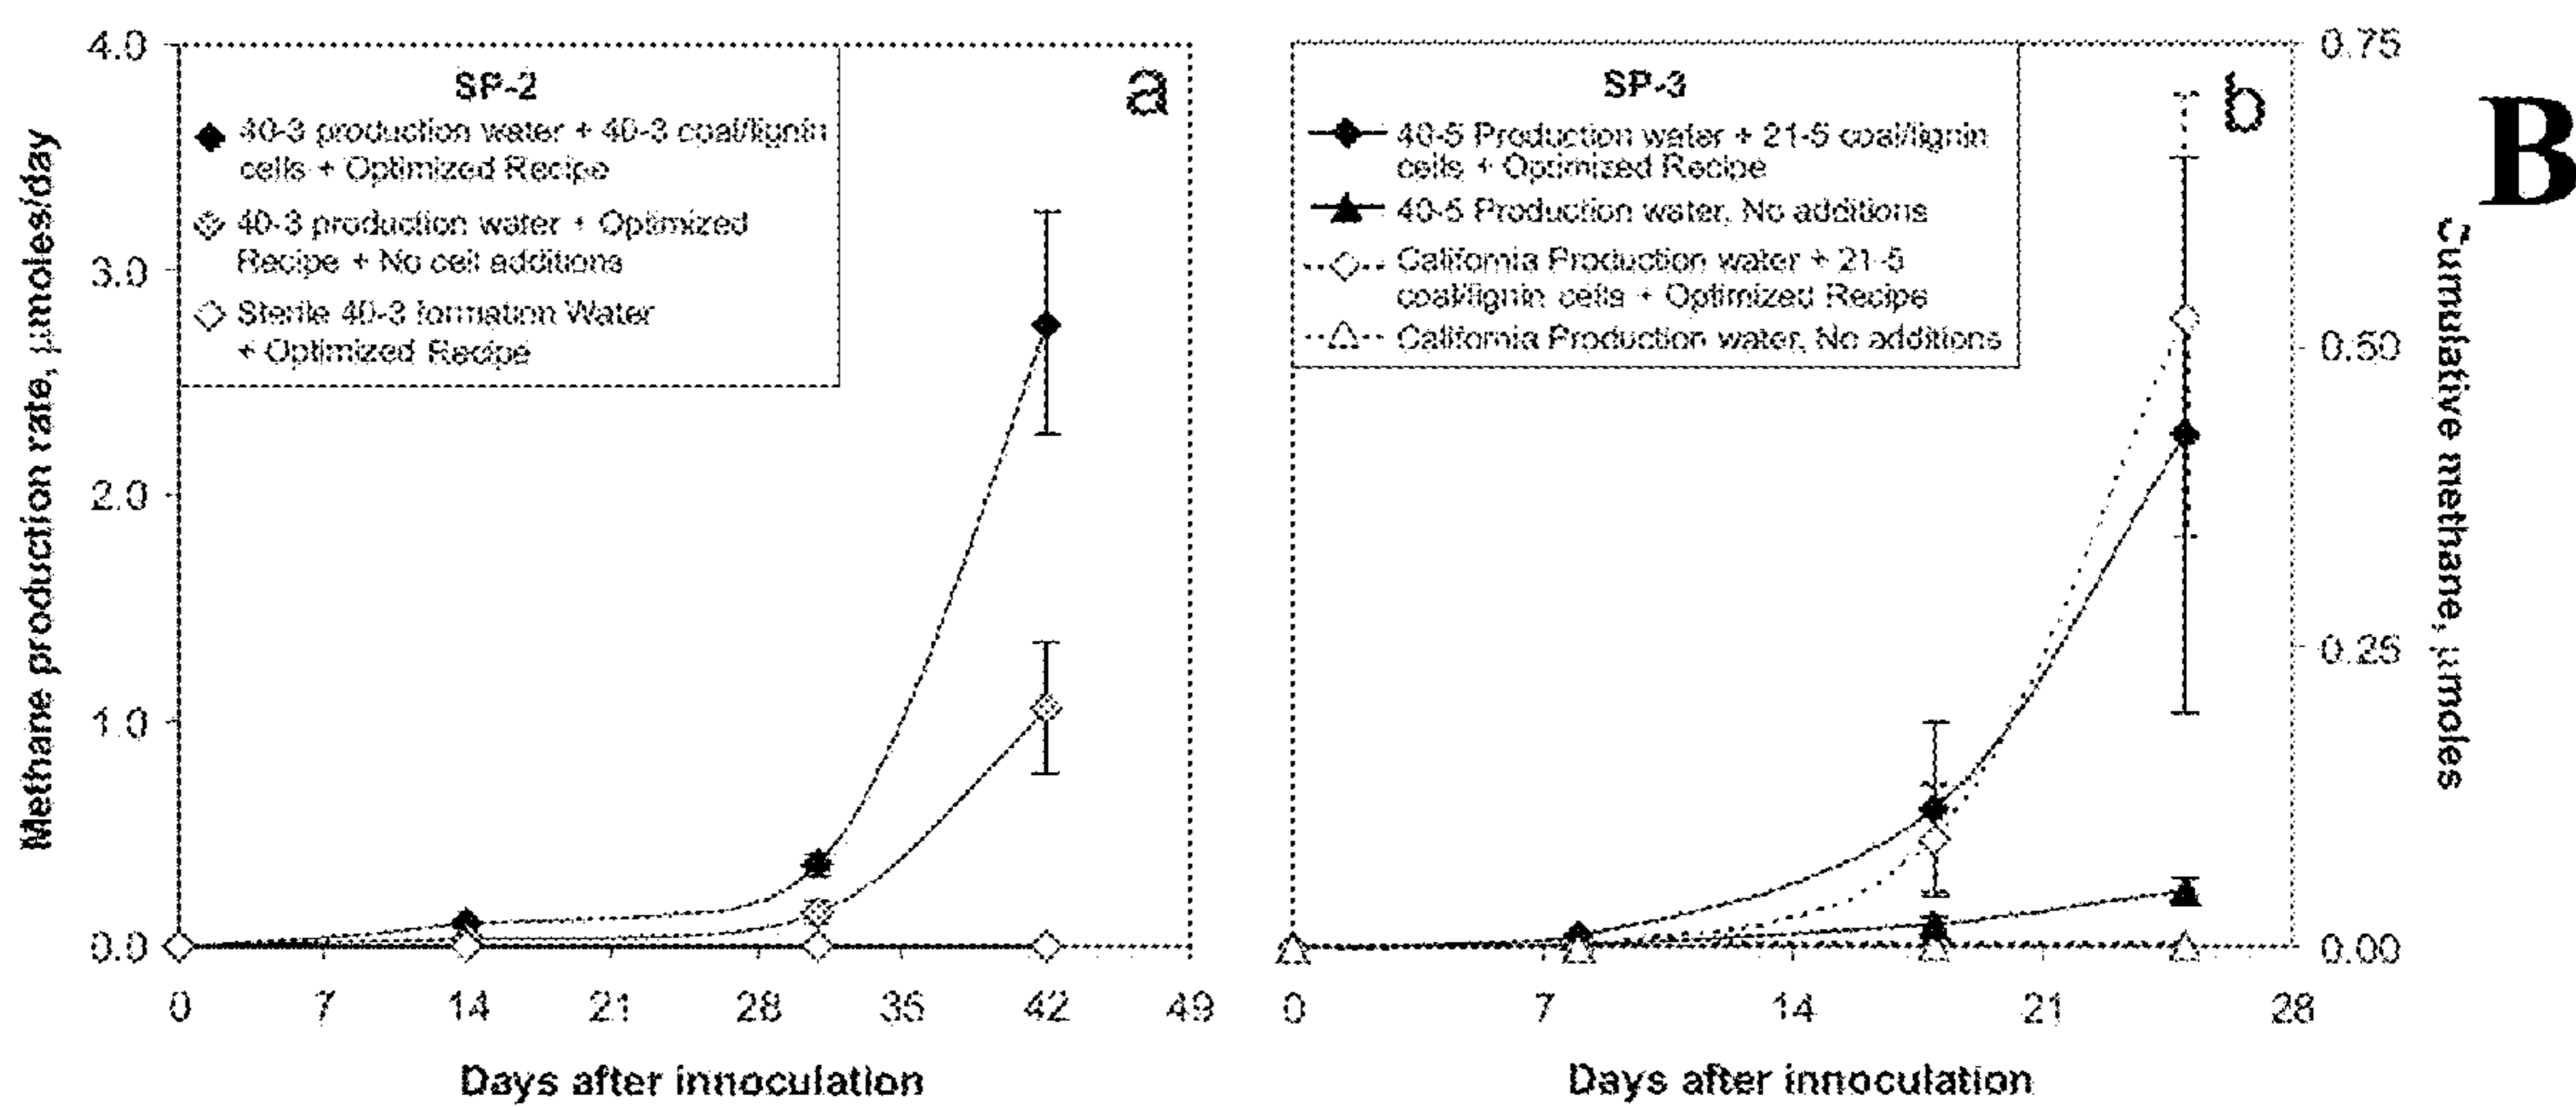 4.0
3.0
2.0
1.0
0.0
Methane production rate, µmoles/day
SP-2
40-3 production water + 40-3 coal/lignin
cells + Optimized Recipe
40-3 production water + Optimized
Recipe + No cell additions
Sterile 40-3 formation Water
+ Optimized Recipe
a
0 7 14 21 28 35 42 49
Days after innoculation
SP-3
40-5 Production water + 21-5 coal/lignin
cells + Optimized Recipe
40-5 Production water, No additions
California Production water + 21-5
coal/lignin cells + Optimized Recipe
California Production water, No additions
b
0 7 14 21 28
Days after innoculation
0.75
0.50
0.25
0.00
Cumulative methane, µmoles
B